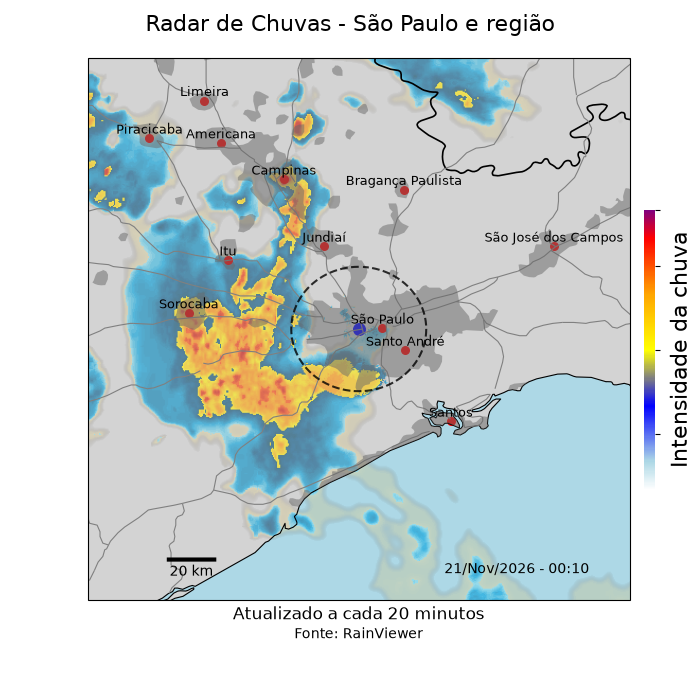 Radar de Chuvas - São Paulo e região
Limeira
Piracicaba
Americana
Campinas
Bragança Paulista
Jundiaí
São José dos Campos
Itu
Sorocaba
São Paulo
Santo André
Santos
Intensidade da chuva
20 km
21/Nov/2026 - 00:10
Atualizado a cada 20 minutos
Fonte: RainViewer